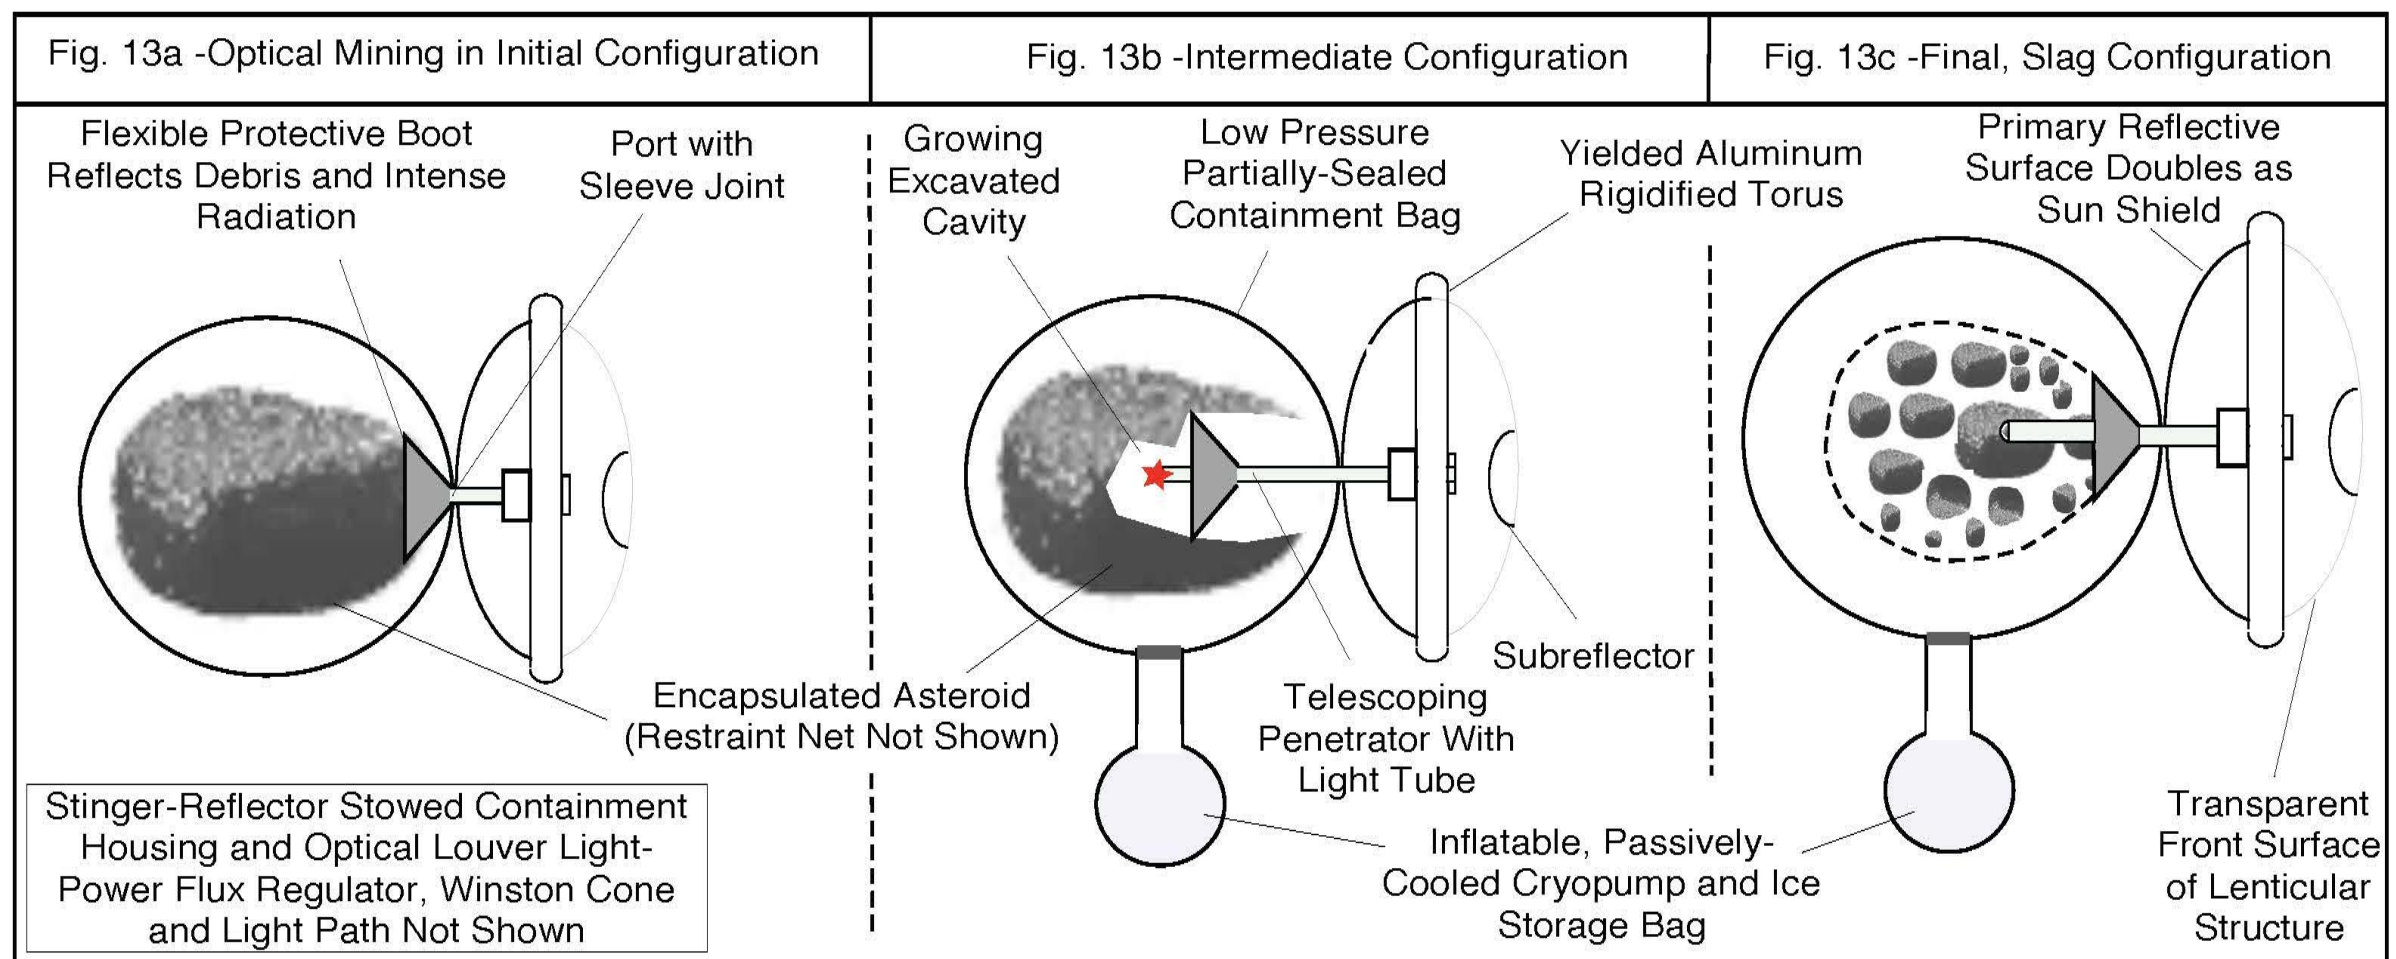 Fig. 13a -Optical Mining in Initial Configuration
Fig. 13b -Intermediate Configuration
Fig. 13c -Final, Slag Configuration
Flexible Protective Boot
Reflects Debris and Intense
Radiation
Port with
Sleeve Joint
Growing
Excavated
Cavity
Low Pressure
Partially-Sealed
Containment Bag
Yielded Aluminum
Rigidified Torus
Primary Reflective
Surface Doubles as
Sun Shield
Encapsulated Asteroid
(Restraint Net Not Shown)
Telescoping
Penetrator With
Light Tube
Subreflector
Stinger-Reflector Stowed Containment
Housing and Optical Louver Light-
Power Flux Regulator, Winston Cone
and Light Path Not Shown
Inflatable, Passively-
Cooled Cryopump and Ice
Storage Bag
Transparent
Front Surface
of Lenticular
Structure